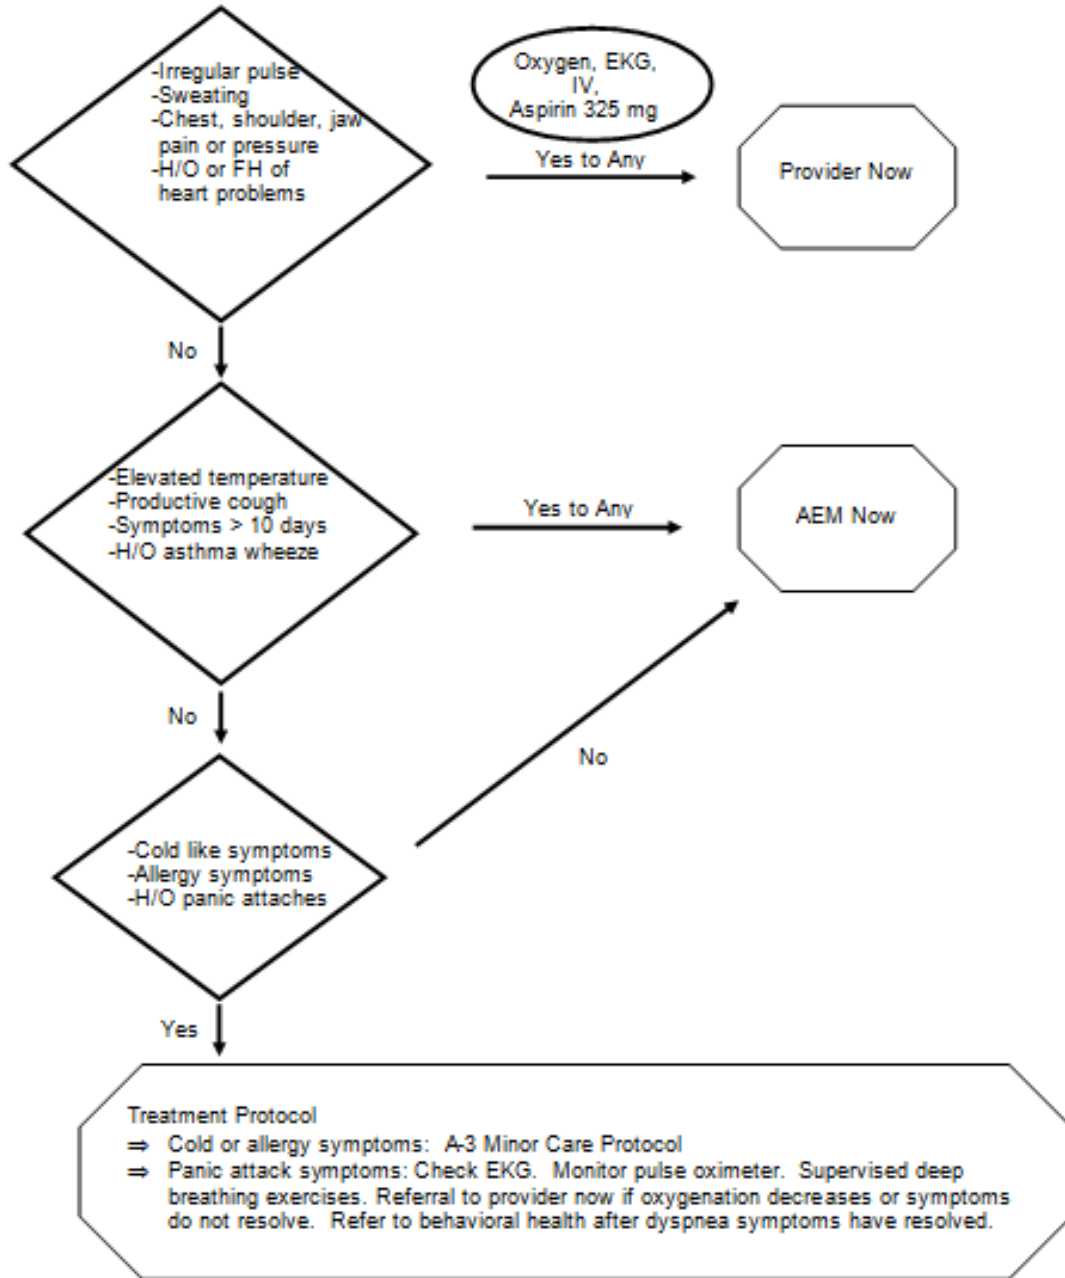 -Irregular pulse
-Sweating
-Chest, shoulder, jaw
pain or pressure
-H/O or FH of
heart problems
Oxygen, EKG,
IV,
Aspirin 325 mg
Yes to Any
Provider Now
No
-Elevated temperature
-Productive cough
-Symptoms > 10 days
-H/O asthma wheeze
Yes to Any
AEM Now
No
-Cold like symptoms
-Allergy symptoms
-H/O panic attaches
No
Yes
Treatment Protocol
⇒ Cold or allergy symptoms: A-3 Minor Care Protocol
⇒ Panic attack symptoms: Check EKG. Monitor pulse oximeter. Supervised deep
breathing exercises. Referral to provider now if oxygenation decreases or symptoms
do not resolve. Refer to behavioral health after dyspnea symptoms have resolved.